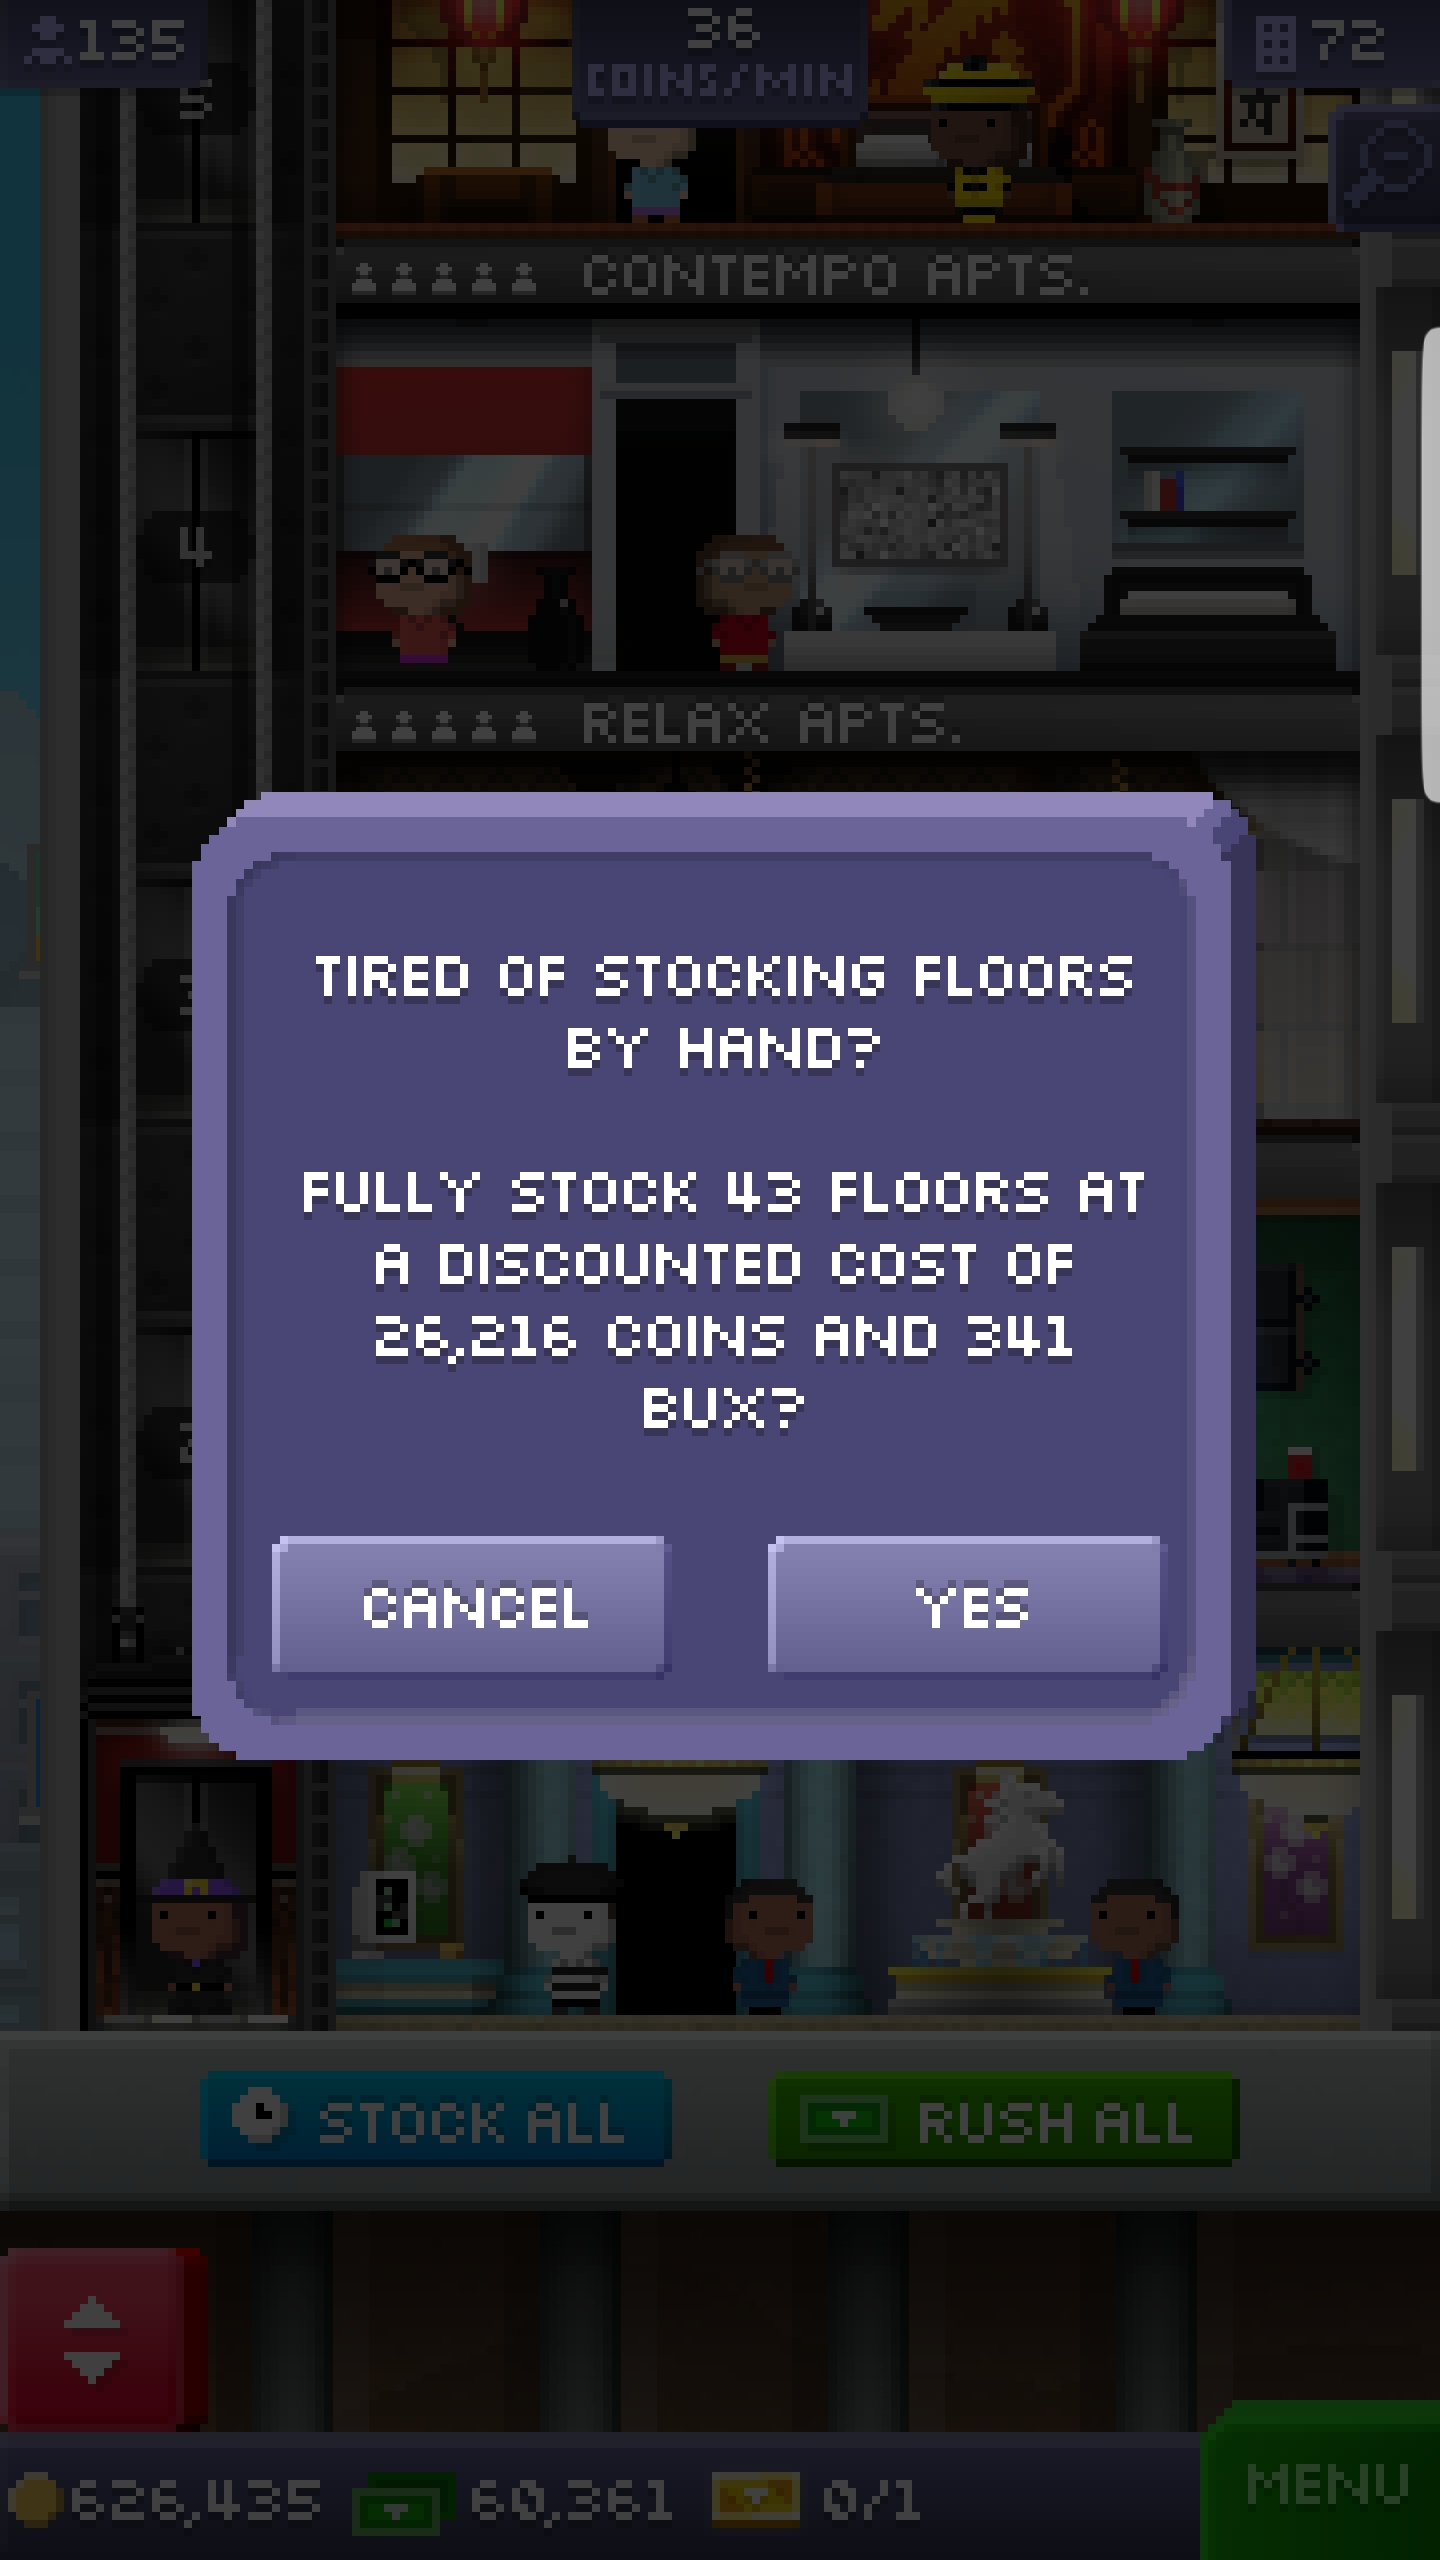 135
36
COINS/MIN
72
5
CONTEMPO APTS.
4
RELAX APTS.
TIRED OF STOCKING FLOORS
BY HAND?
FULLY STOCK 43 FLOORS AT
A DISCOUNTED COST OF
26,216 COINS AND 341
BUX?
CANCEL
YES
STOCK ALL
RUSH ALL
626,435
60,361
0/1
MENU